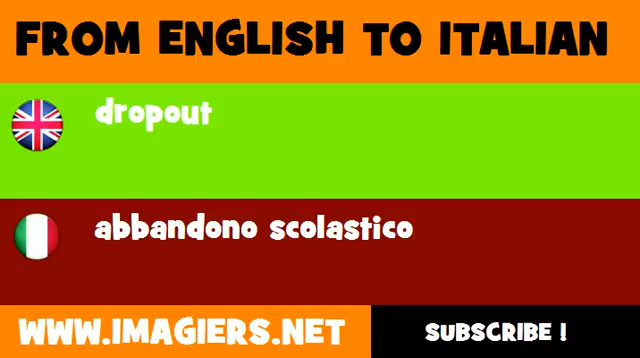 FROM ENGLISH TO ITALIAN
dropout
abbandono scolastico
WWW.IMAGIERS.NET
SUBSCRIBE !